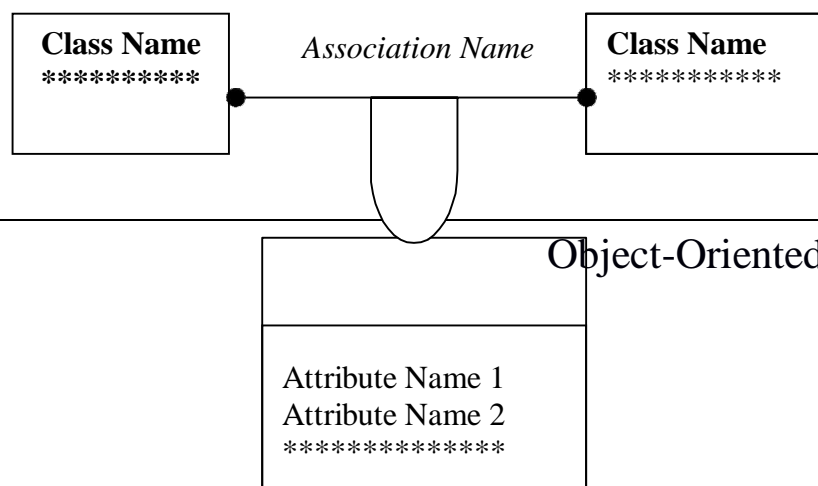 Class Name
**********
Association Name
Class Name
***********
Object-Oriented
Attribute Name 1
Attribute Name 2
**************